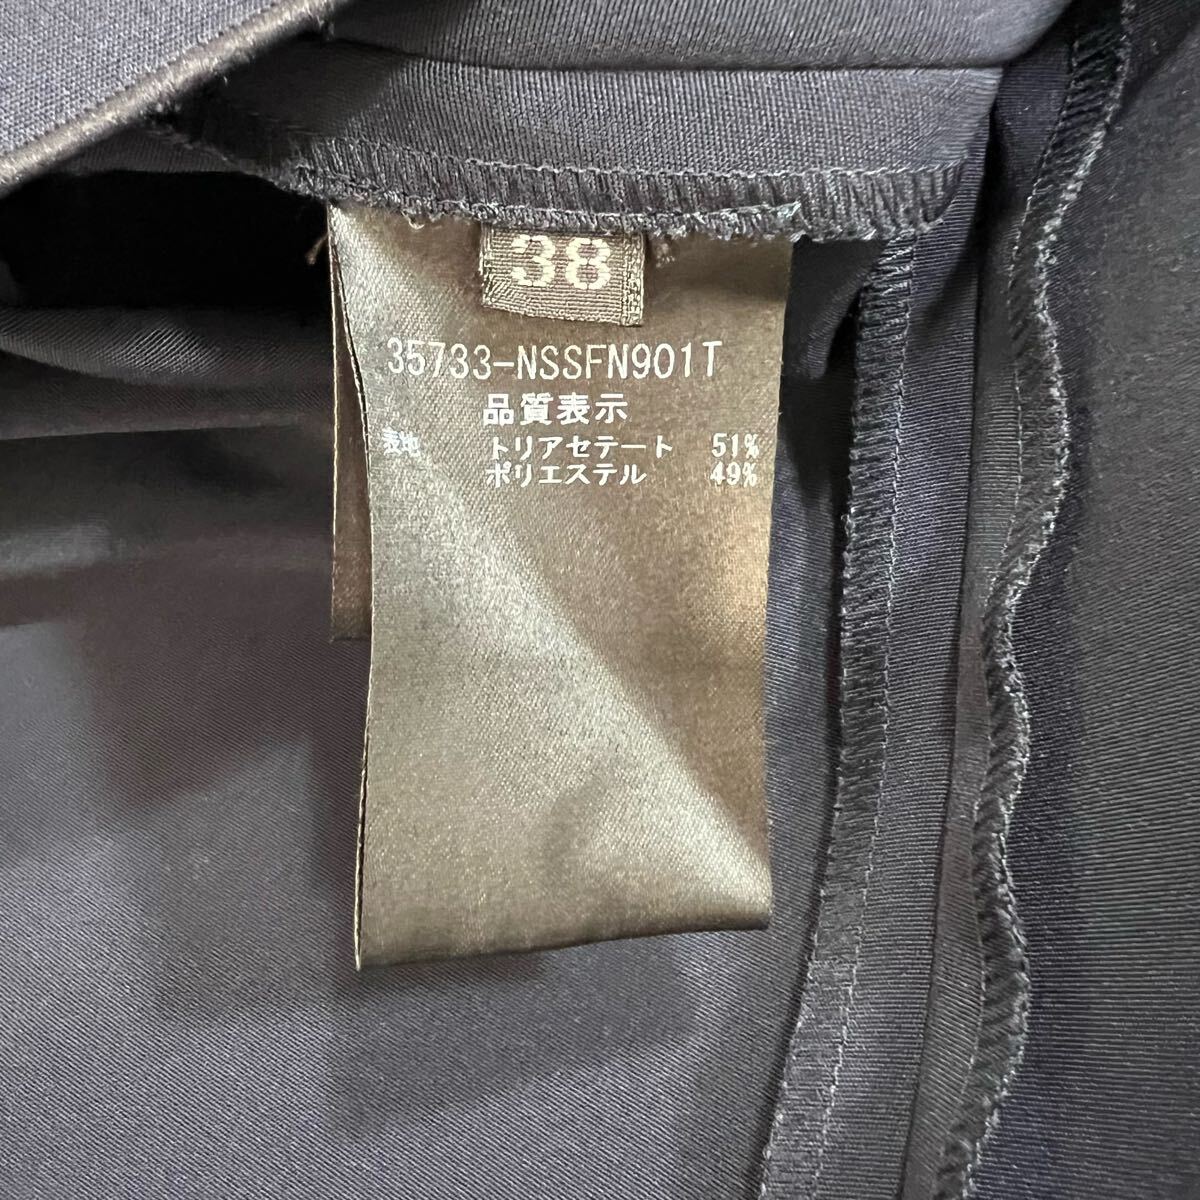 38
35733-NSSFN901T
品質表示
表地 トリアセテート 51%
ポリエステル 49%